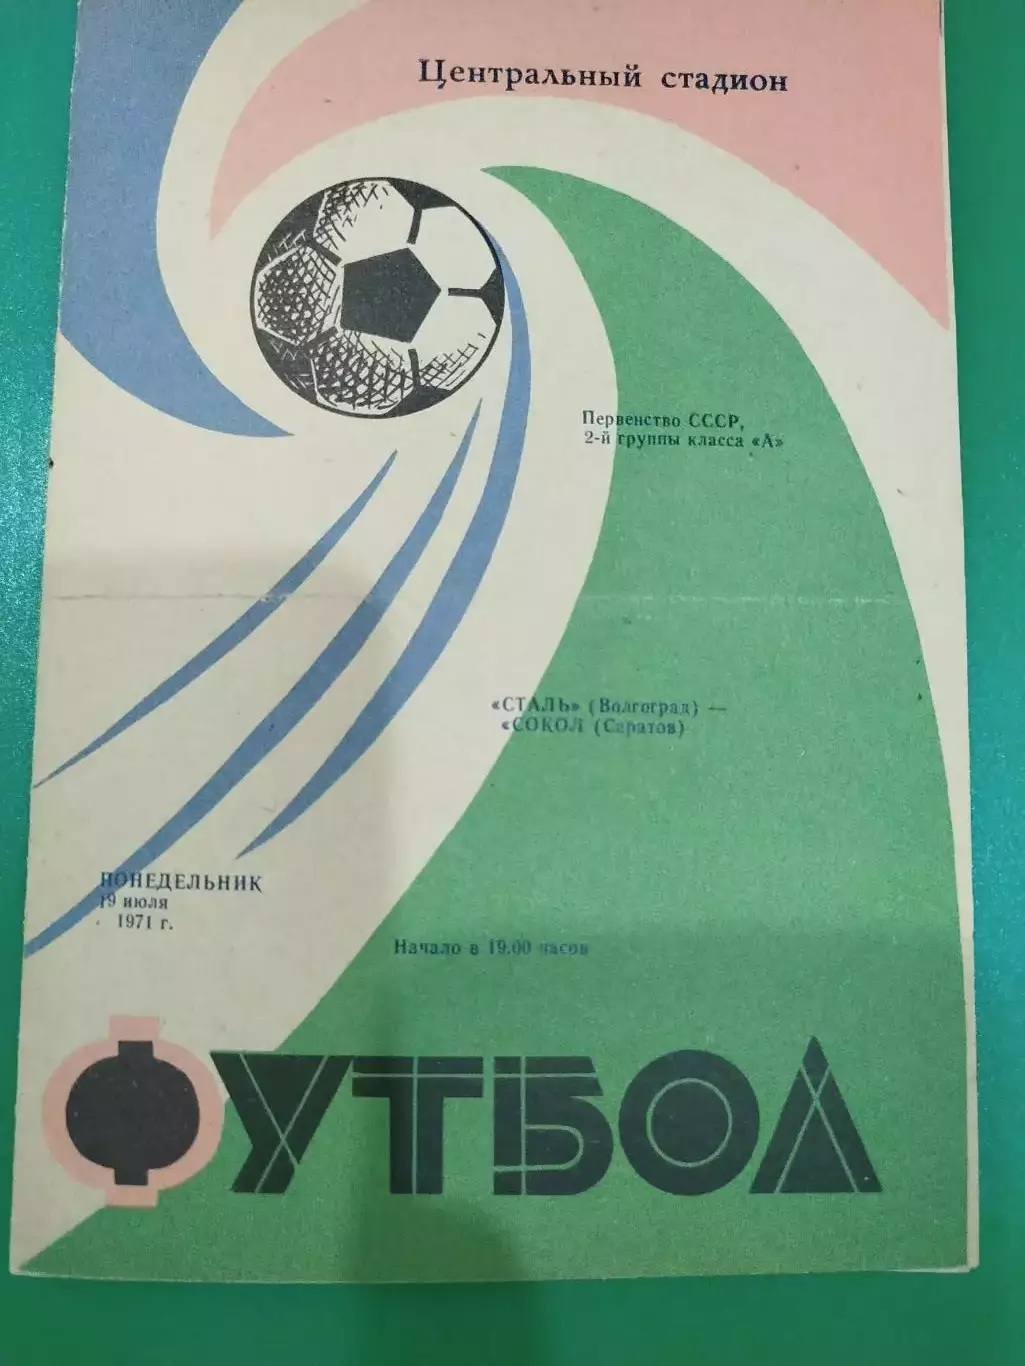 Центральный стадион
Первенство СССР,
2-й группы класса «А»
«СТАЛЬ» (Волгоград) —
«СОКОЛ (Саратов)
ПОНЕДЕЛЬНИК
19 июля
1971 г.
Начало в 19.00 часов
ФУТБОЛ